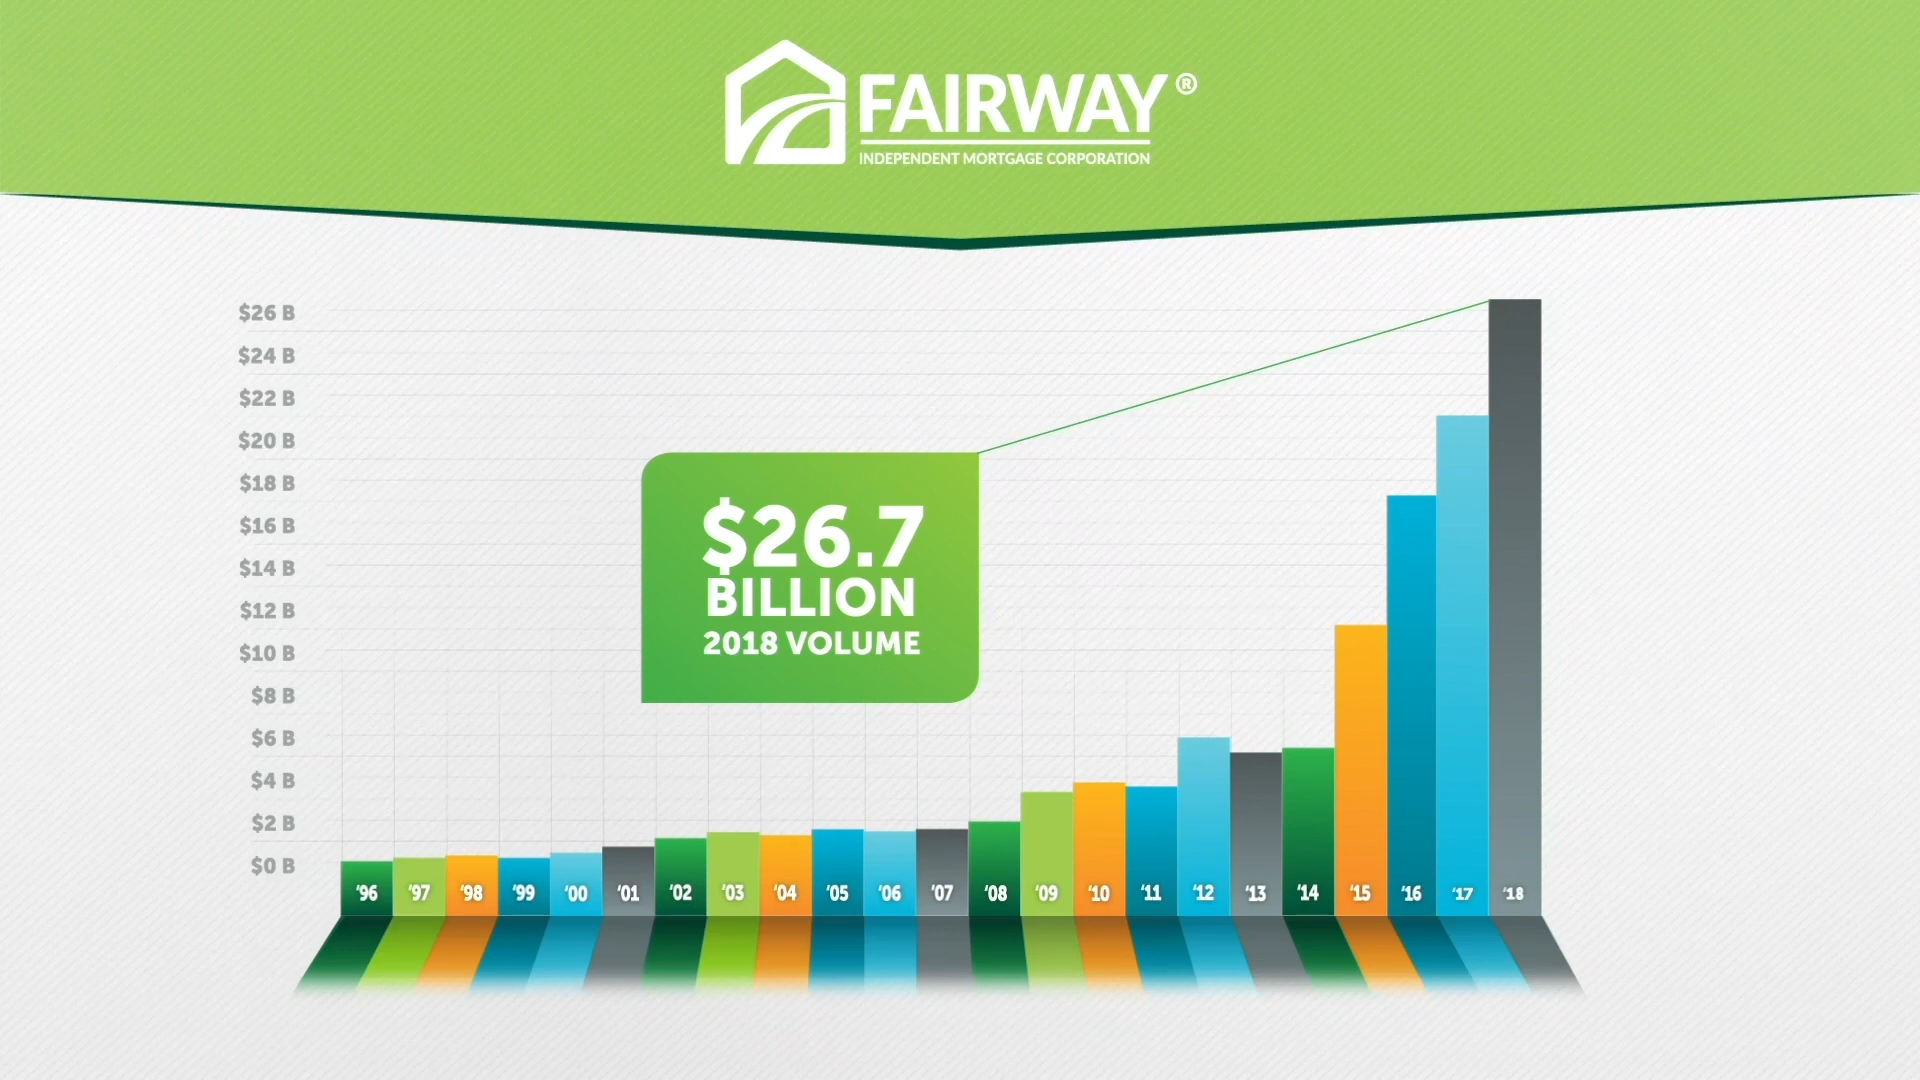 FAIRWAY®
INDEPENDENT MORTGAGE CORPORATION
$26 B
$24 B
$22 B
$20 B
$18 B
$16 B
$14 B
$12 B
$10 B
$8 B
$6 B
$4 B
$2 B
$0 B
$26.7
BILLION
2018 VOLUME
‘96 ‘97 ‘98 ‘99 ‘00 ‘01 ‘02 ‘03 ‘04 ‘05 ‘06 ‘07 ‘08 ‘09 ‘10 ‘11 ‘12 ‘13 ‘14 ‘15 ‘16 ‘17 ‘18